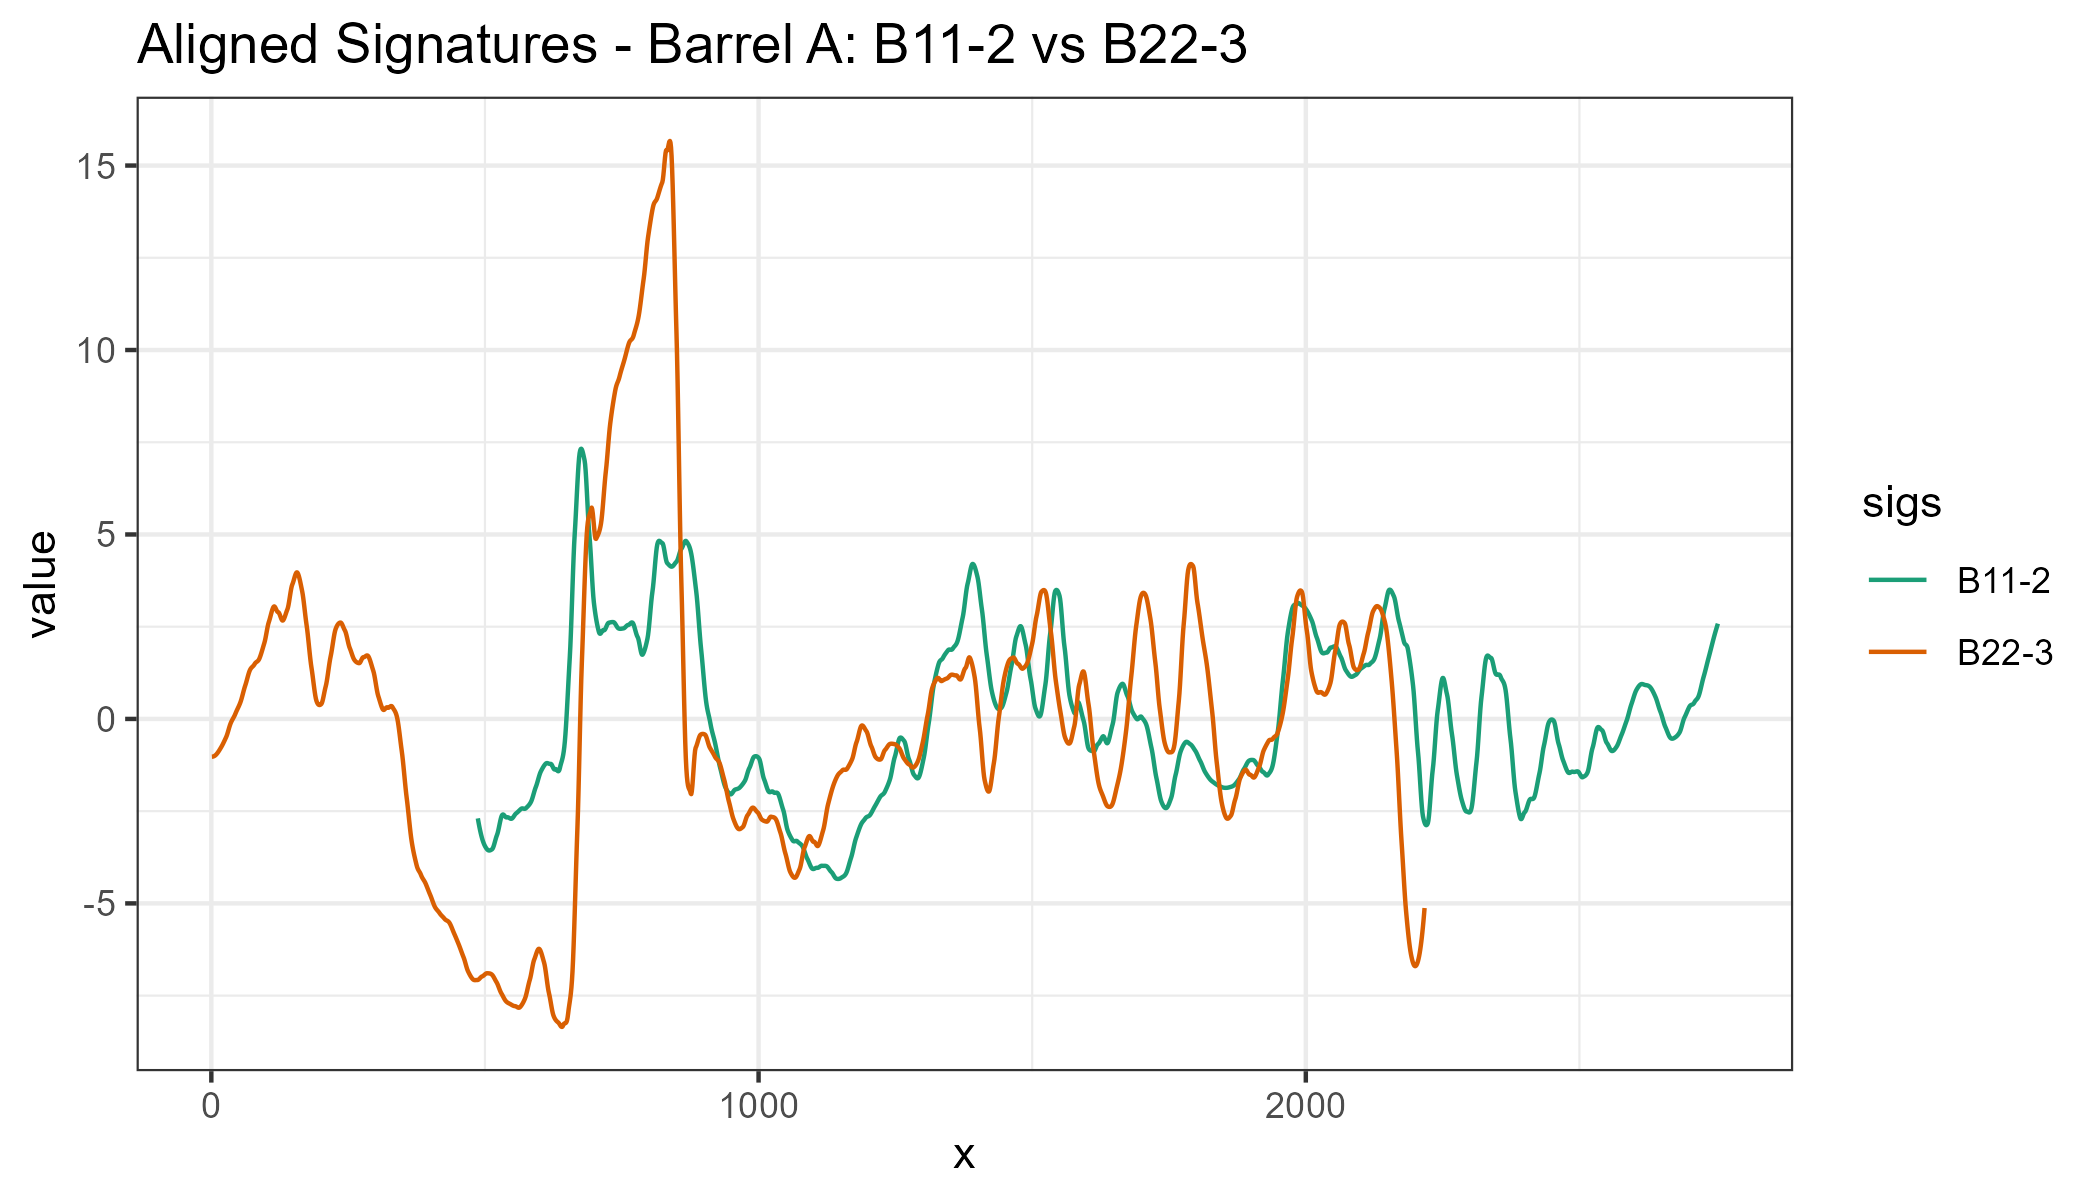 Aligned Signatures - Barrel A: B11-2 vs B22-3
15
10
5
0
-5
value
0
1000
2000
x
sigs
B11-2
B22-3